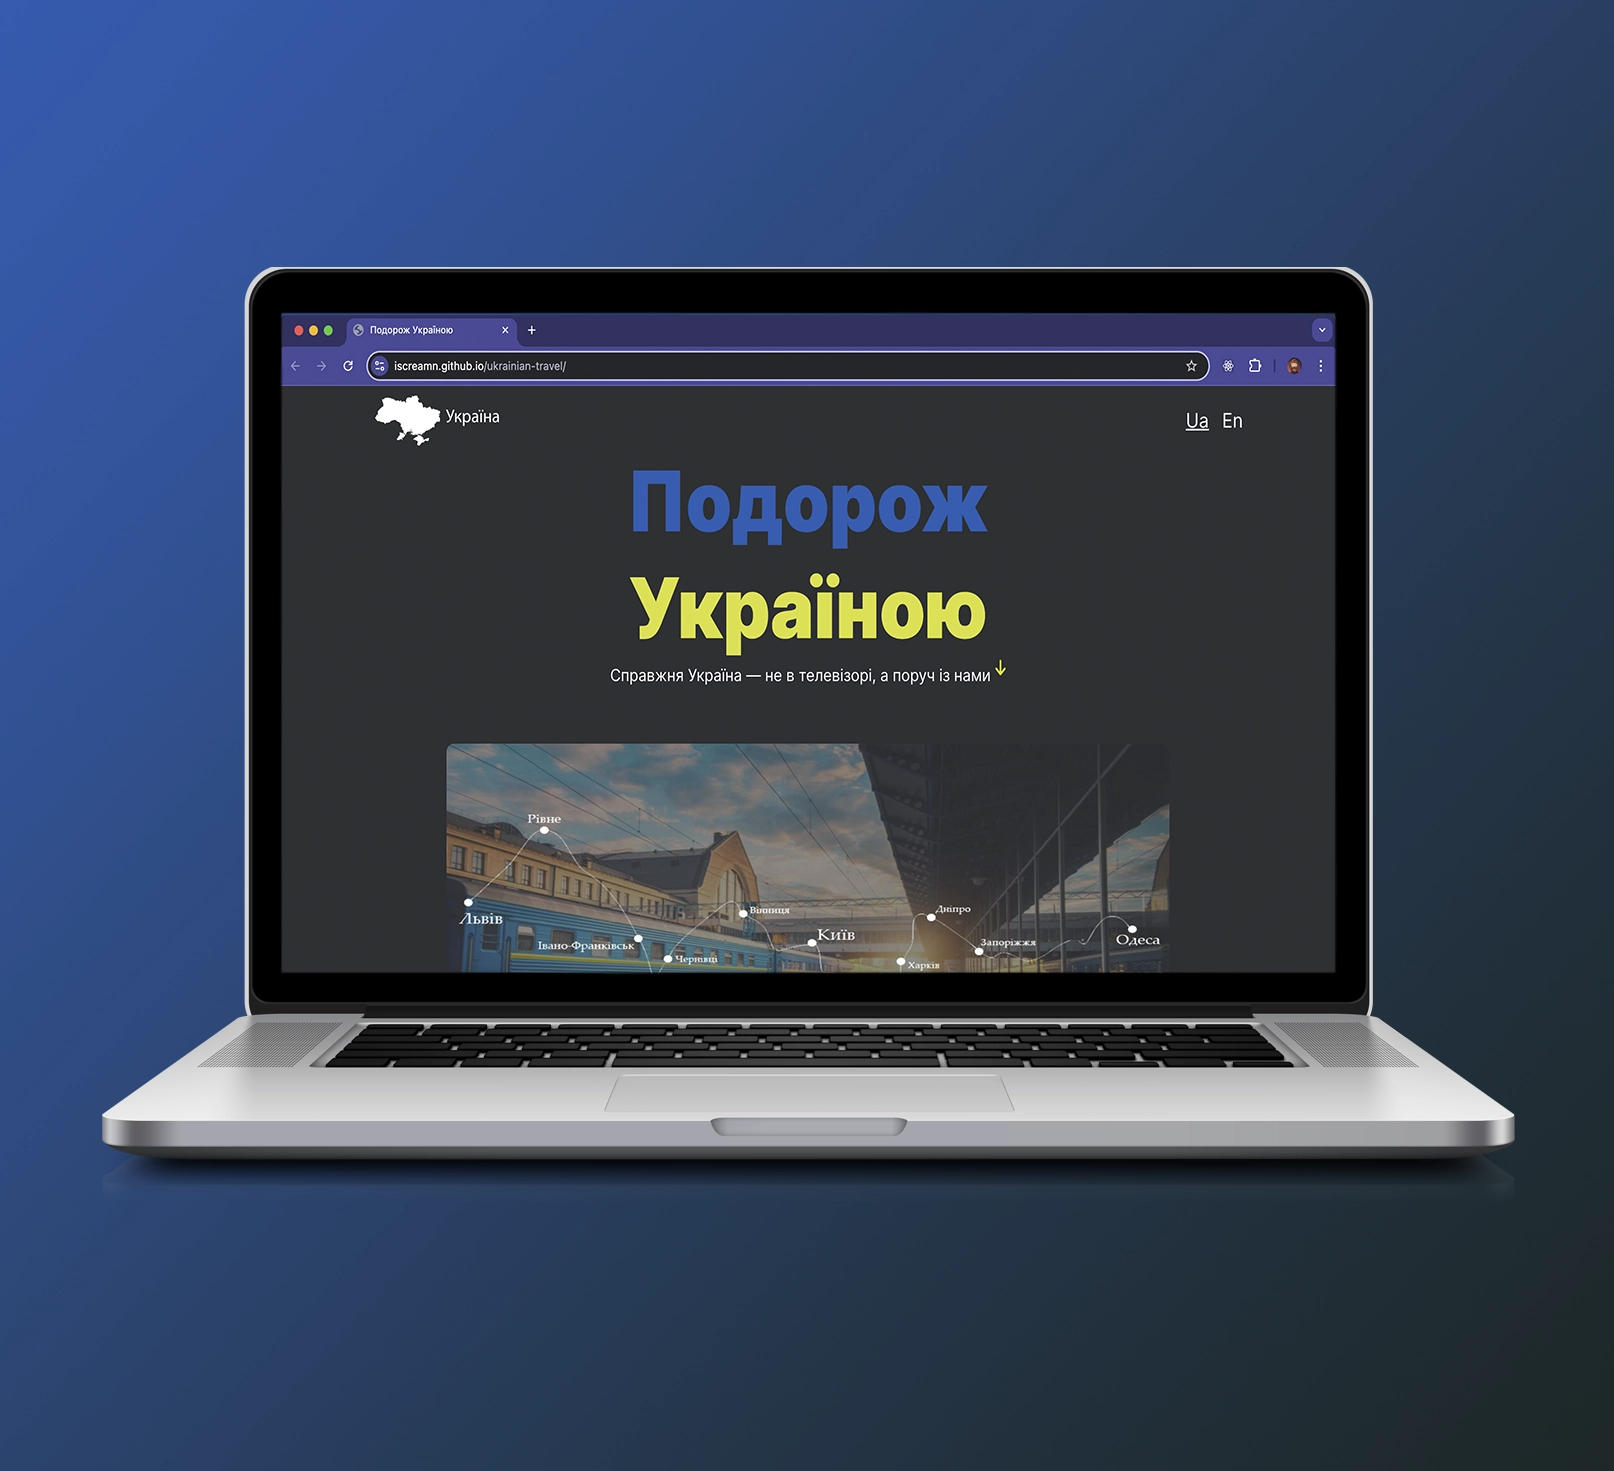 Подорож Україною
iscreamn.github.io/ukrainian-travel/
Україна
Ua En
Подорож
Україною
Справжня Україна — не в телевізорі, а поруч із нами
Рівне
Львів
Івано-Франківськ
Чернівці
Вінниця
Київ
Харків
Дніпро
Запоріжжя
Одеса